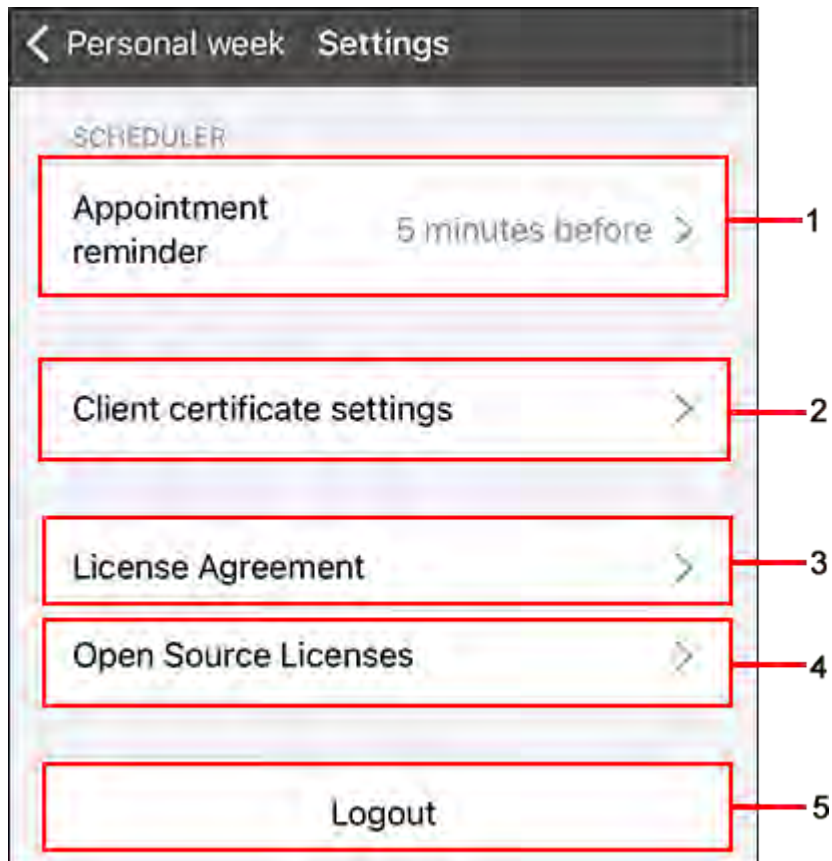 Personal week Settings
SCHEDULER
Appointment
reminder
5 minutes before
1
Client certificate settings
2
License Agreement
3
Open Source Licenses
4
Logout
5